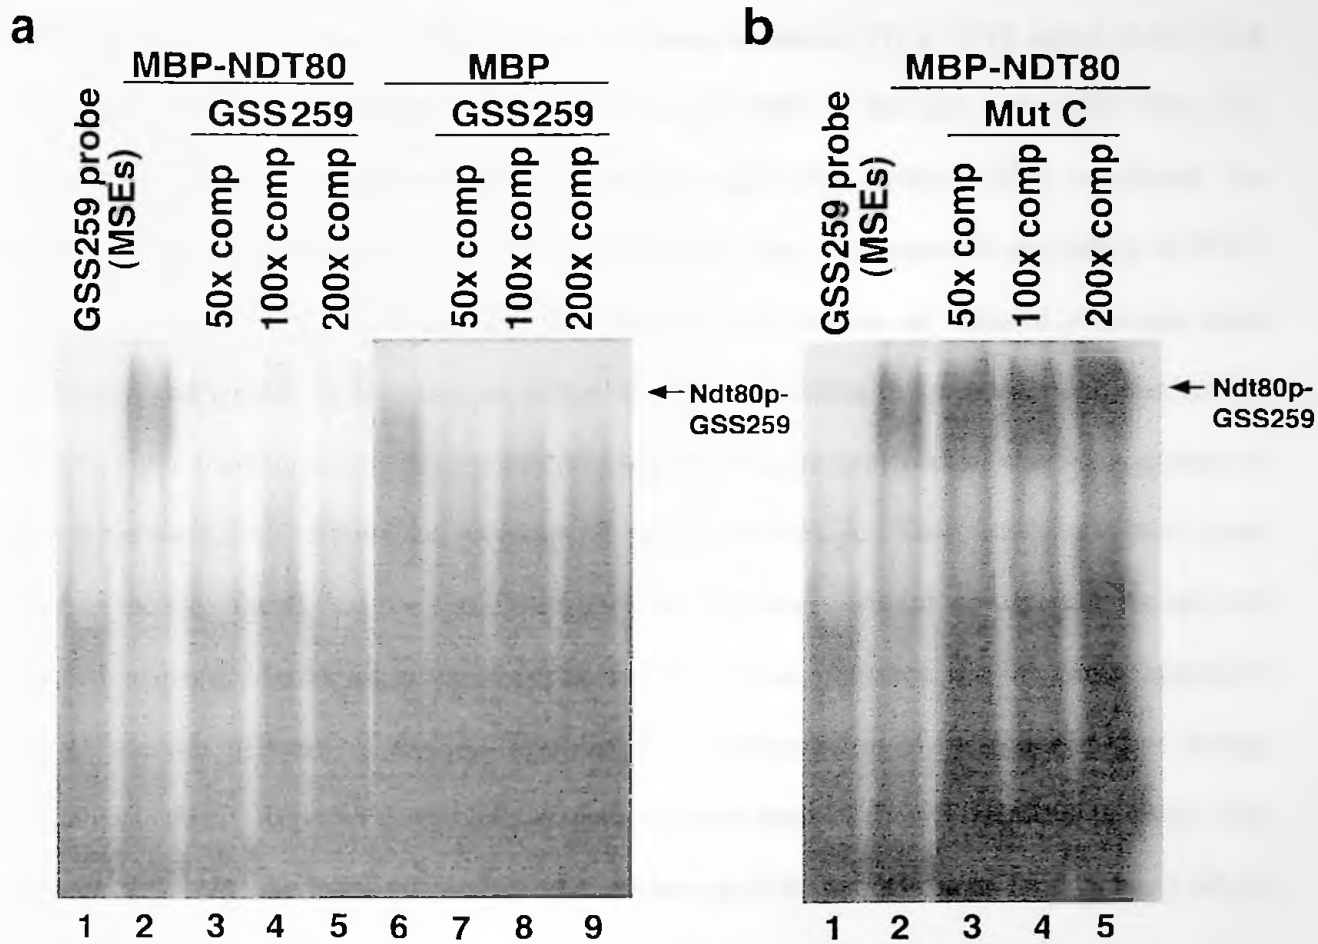 a
MBP-NDT80
MBP
GSS259
GSS259
GSS259 probe
(MSEs)
50x comp
100x comp
200x comp
50x comp
100x comp
200x comp
Ndt80p-
GSS259
1 2 3 4 5 6 7 8 9
b
MBP-NDT80
Mut C
GSS259 probe
(MSEs)
50x comp
100x comp
200x comp
Ndt80p-
GSS259
1 2 3 4 5